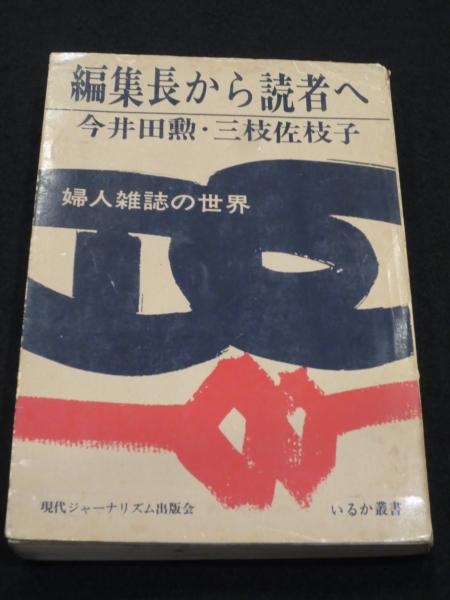 編集長から読者へ
今井田勲・三枝佐枝子
婦人雑誌の世界
現代ジャーナリズム出版会
いるか叢書